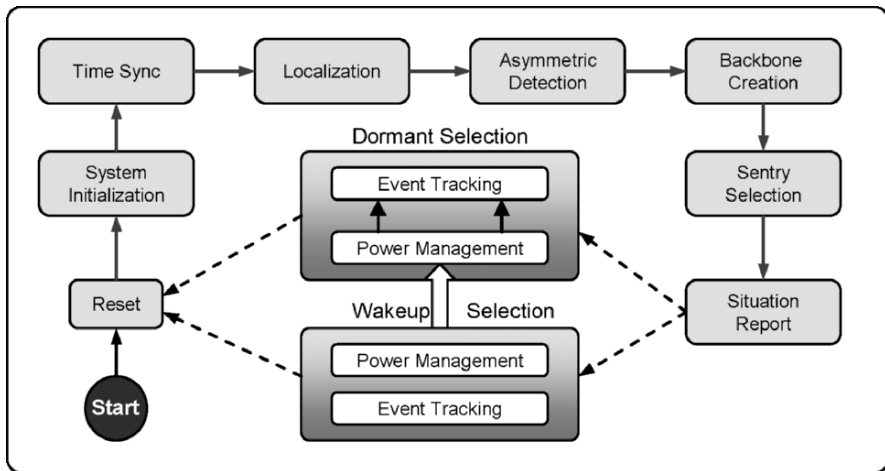 Time Sync
Localization
Asymmetric
Detection
Backbone
Creation
Dormant Selection
System
Initialization
Event Tracking
Sentry
Selection
Power Management
Reset
Wakeup Selection
Situation
Report
Power Management
Start
Event Tracking